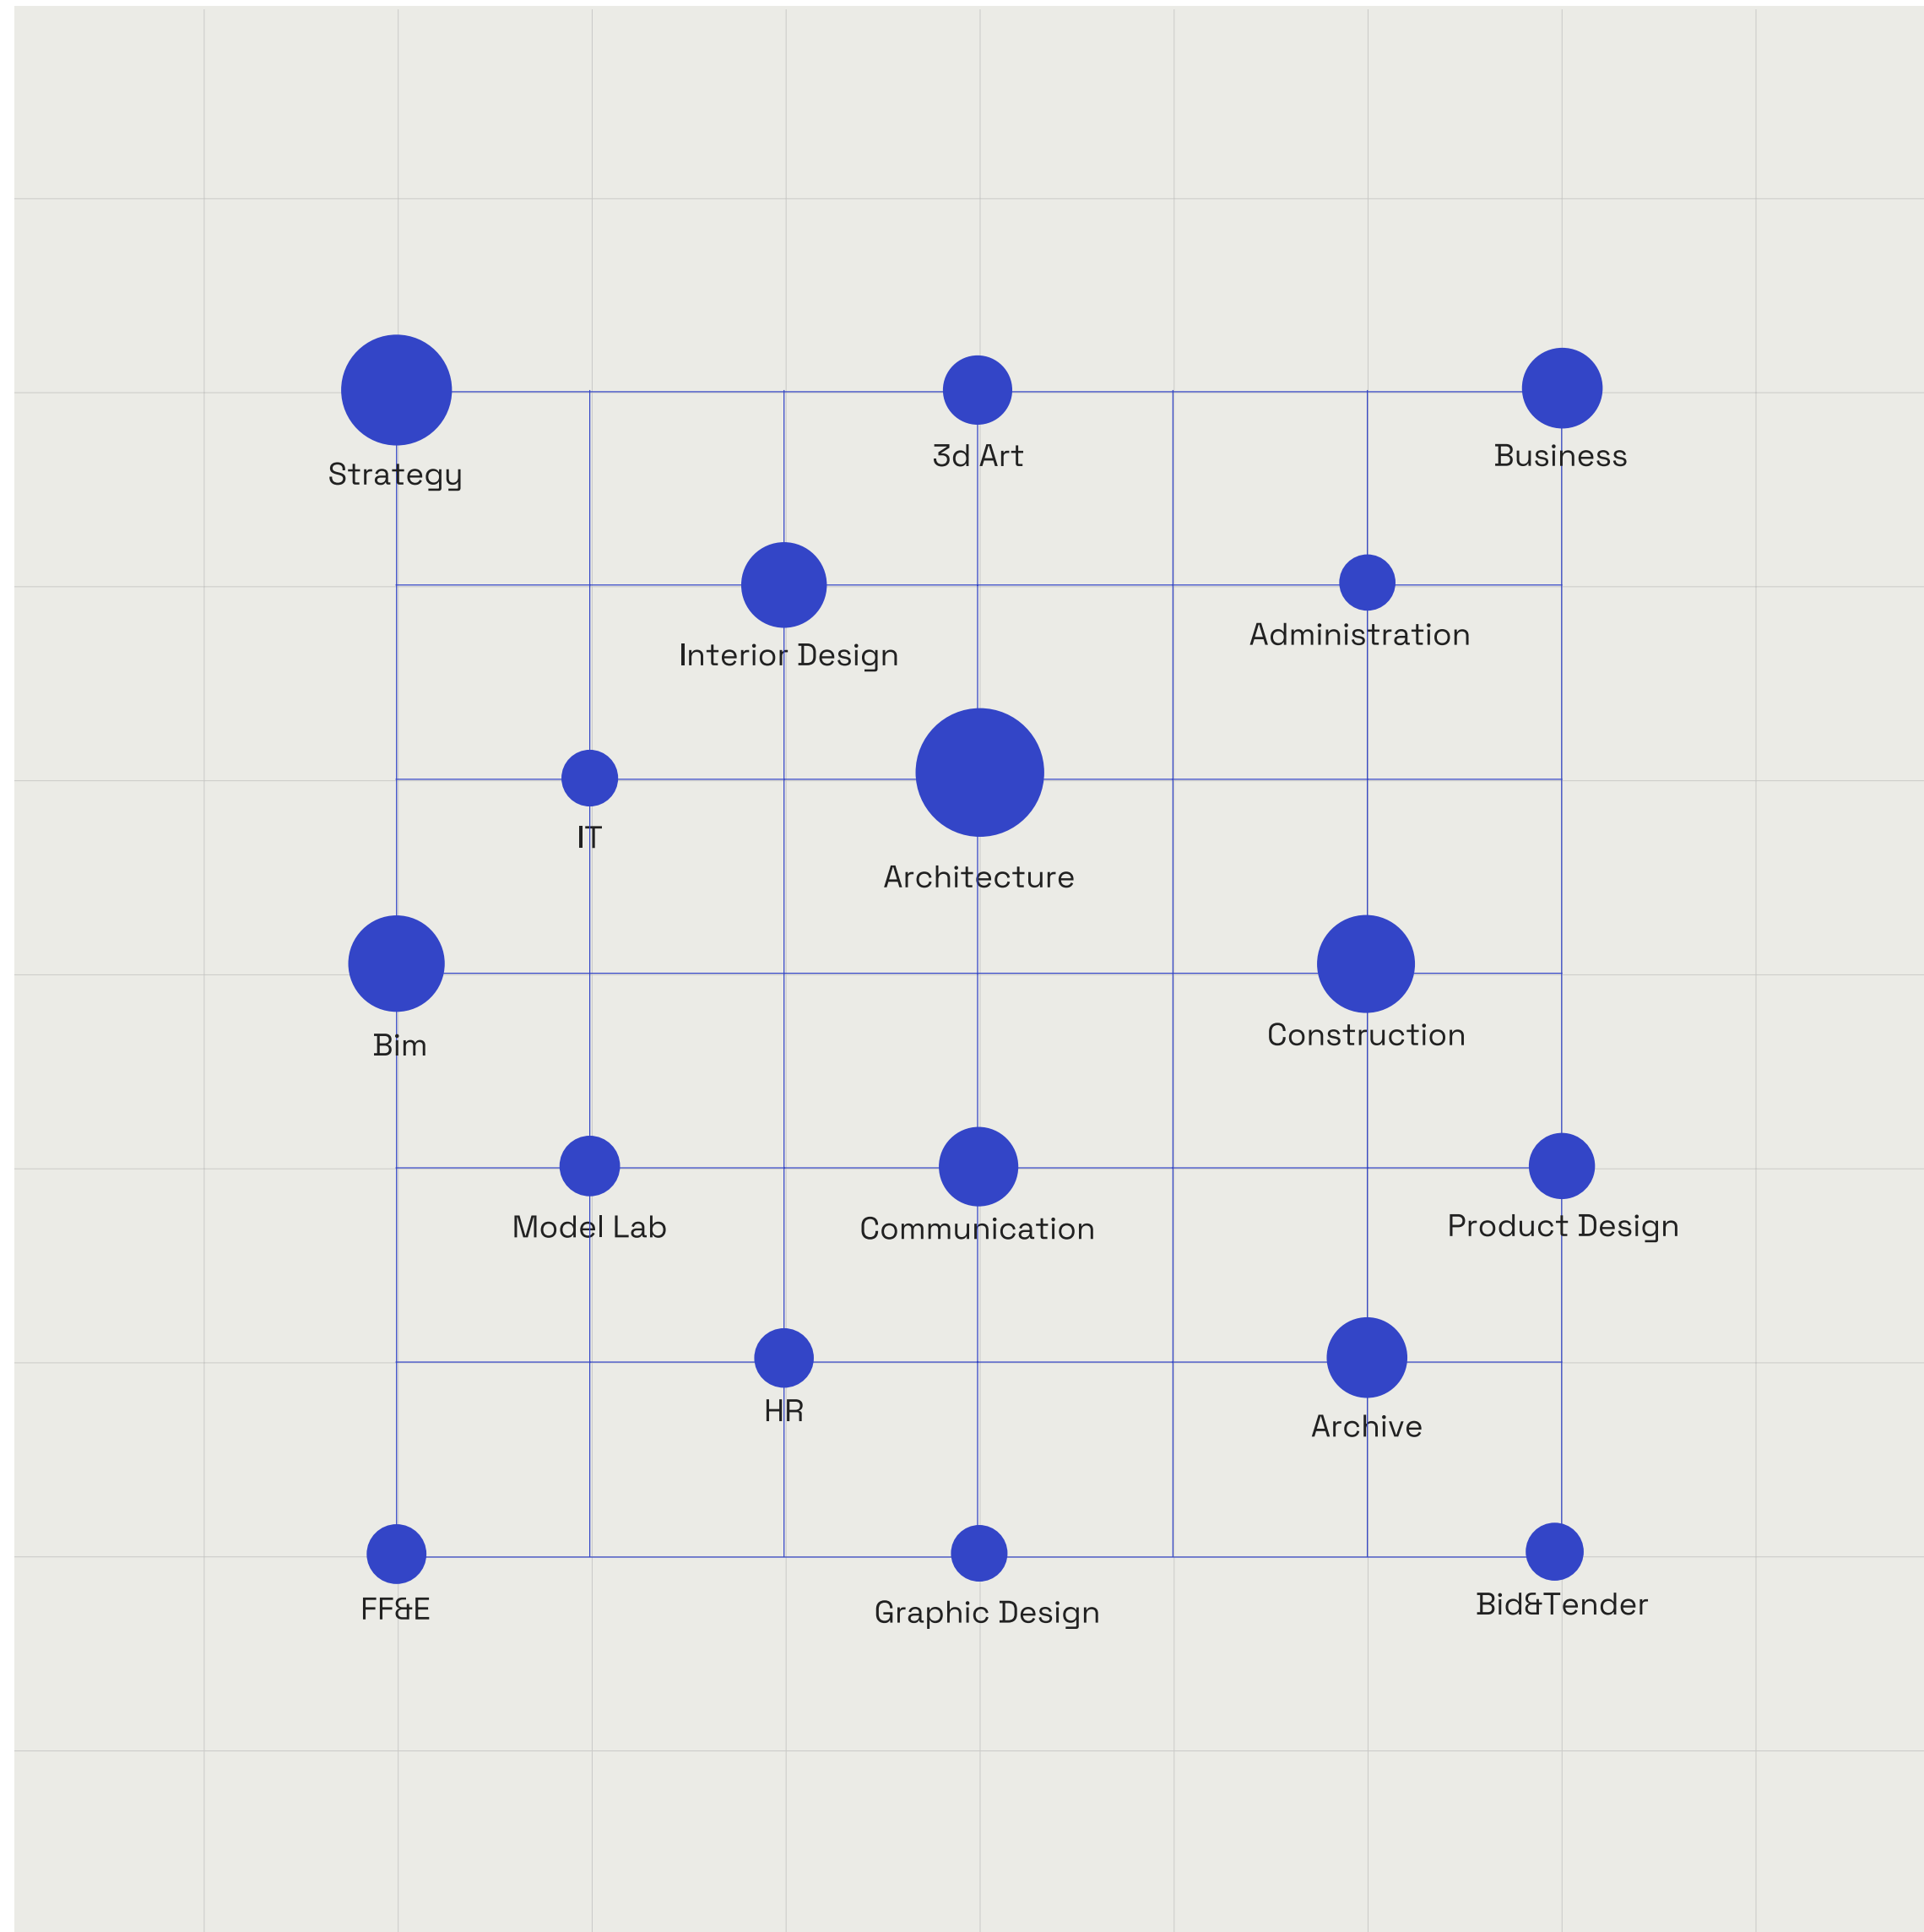 Strategy
3d Art
Business
Interior Design
Administration
IT
Architecture
Bim
Construction
Model Lab
Communication
Product Design
HR
Archive
FF&E
Graphic Design
Bid&Tender